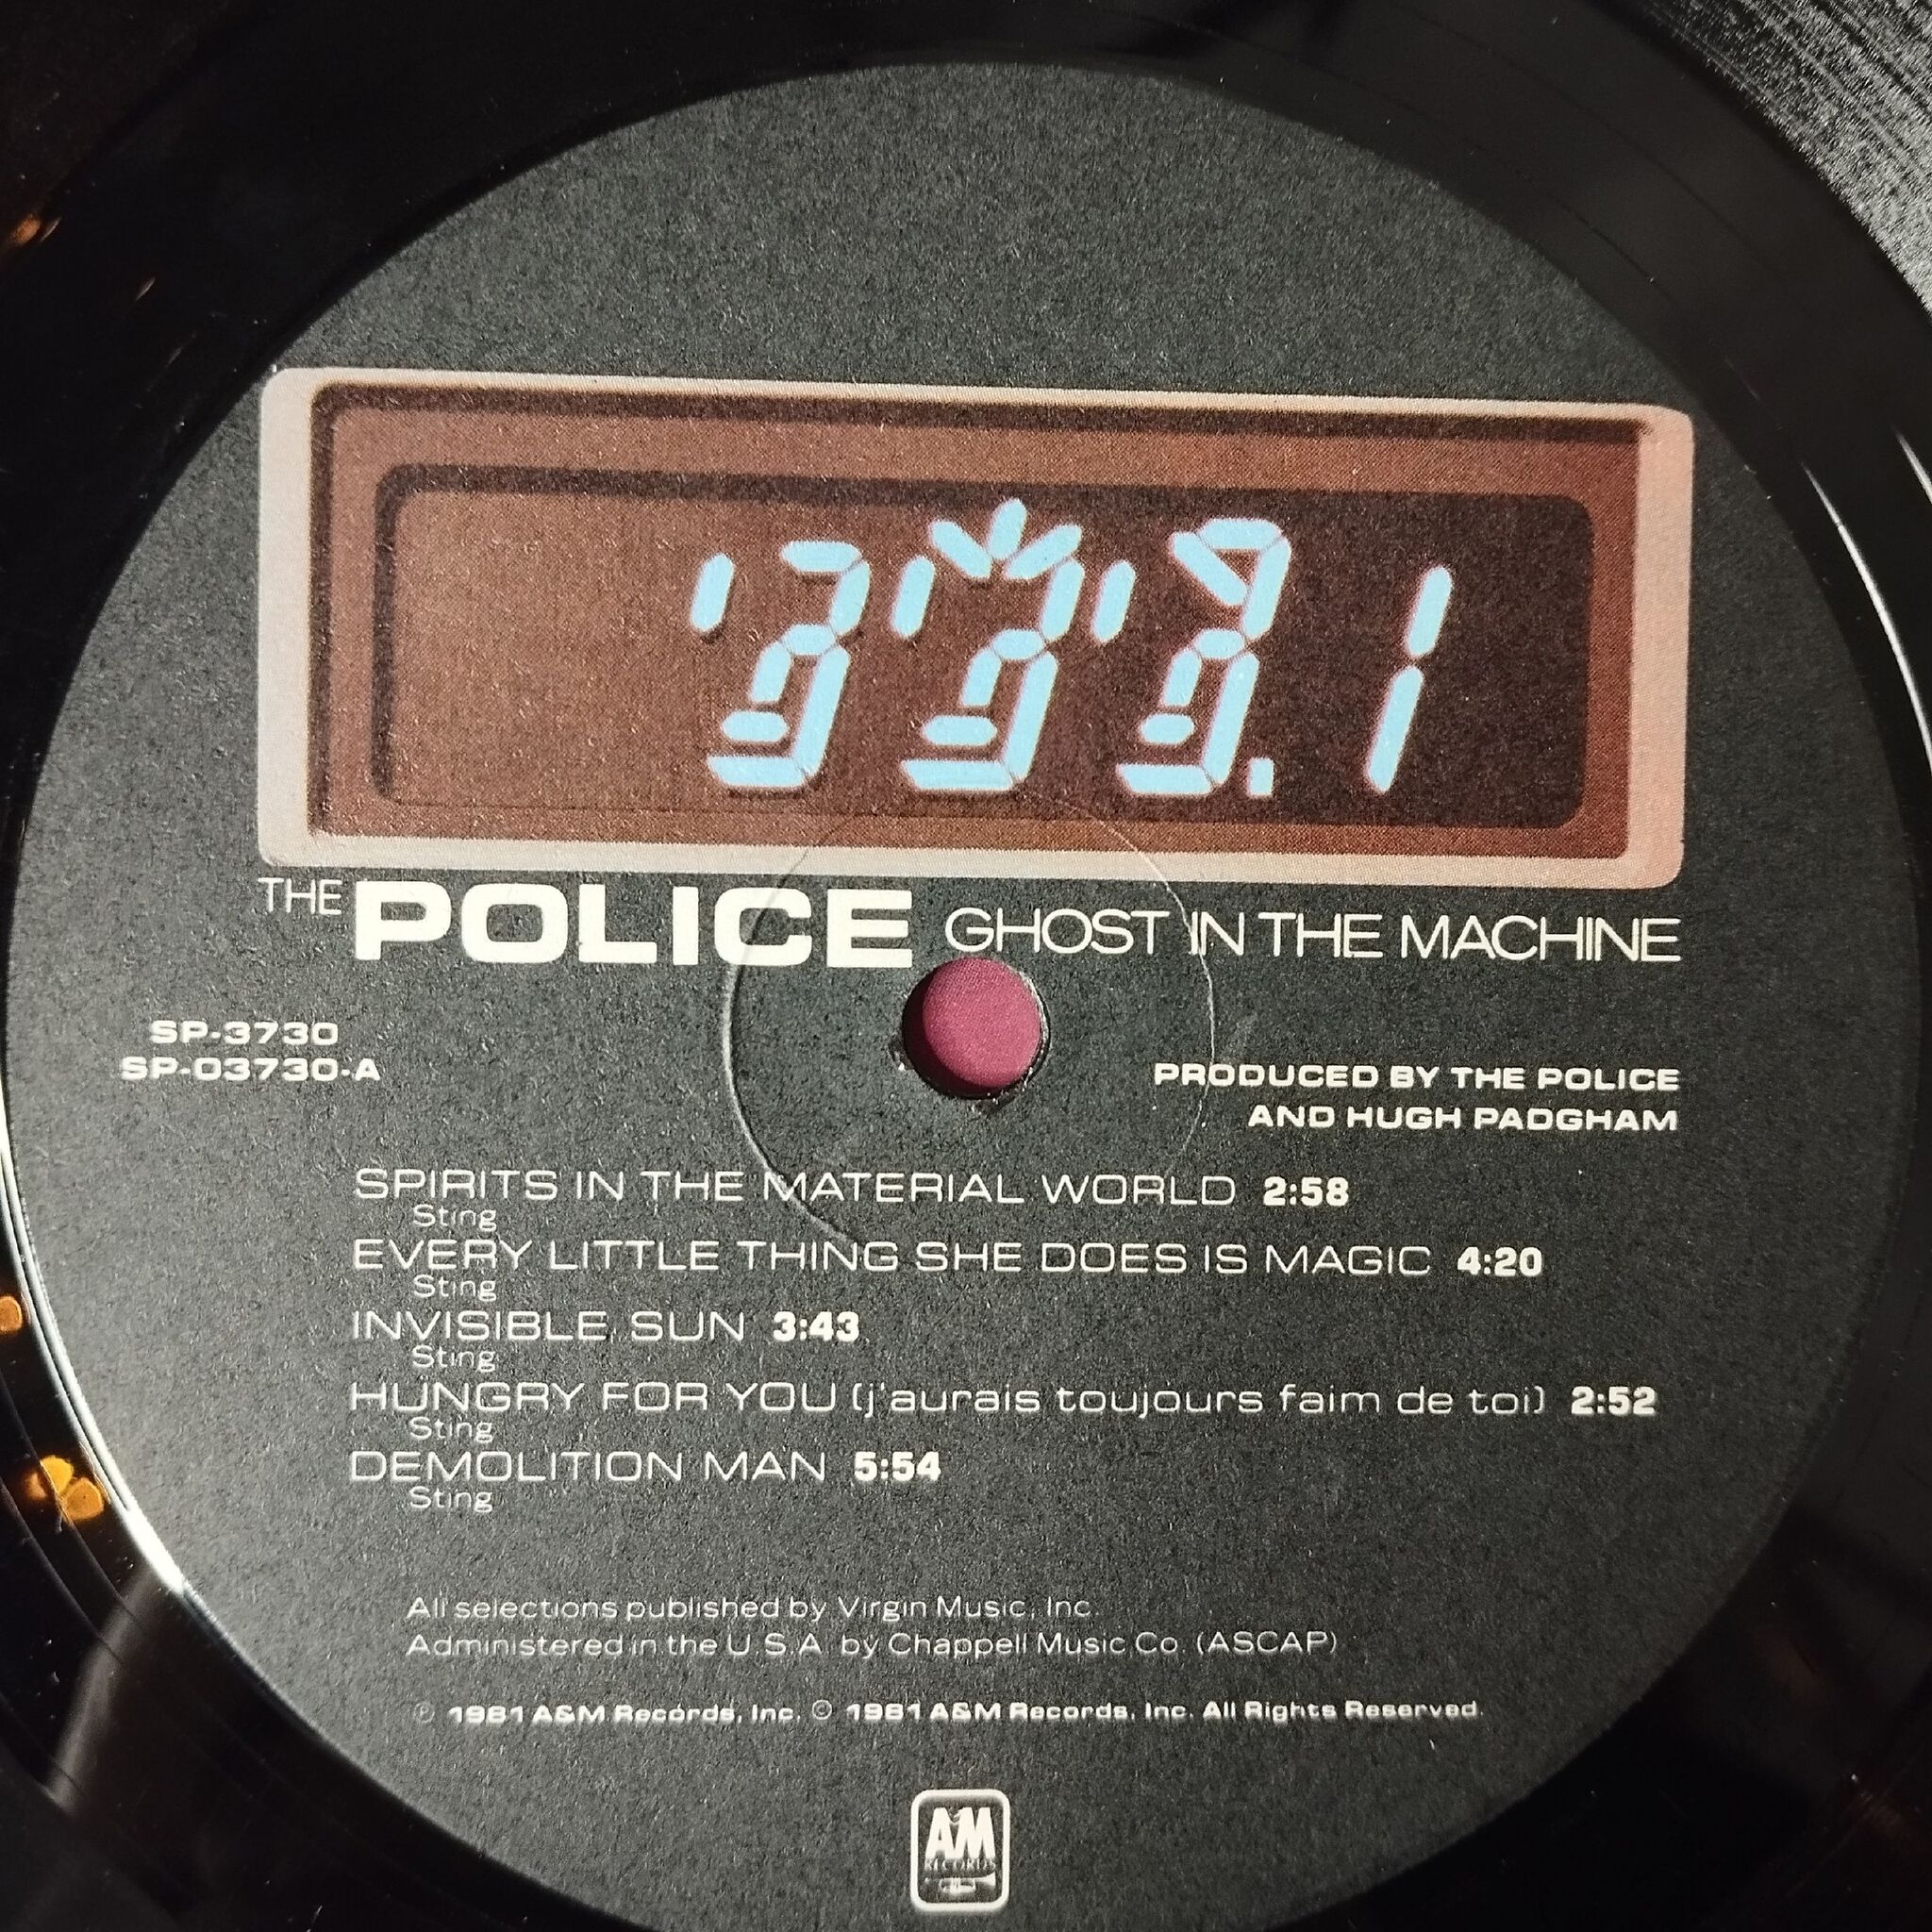 1
THE POLICE GHOST IN THE MACHINE
SP-3730
SP-03730-A
PRODUCED BY THE POLICE
AND HUGH PADGHAM
SPIRITS IN THE MATERIAL WORLD 2:58
Sting
EVERY LITTLE THING SHE DOES IS MAGIC 4:20
Sting
INVISIBLE SUN 3:43
Sting
HUNGRY FOR YOU (j'aurais toujours faim de toi) 2:52
Sting
DEMOLITION MAN 5:54
Sting
All selections published by Virgin Music, Inc.
Administered in the U.S.A. by Chappell Music Co. (ASCAP)
℗ 1981 A&M Records, Inc. © 1981 A&M Records, Inc. All Rights Reserved.
A&M
RECORDS